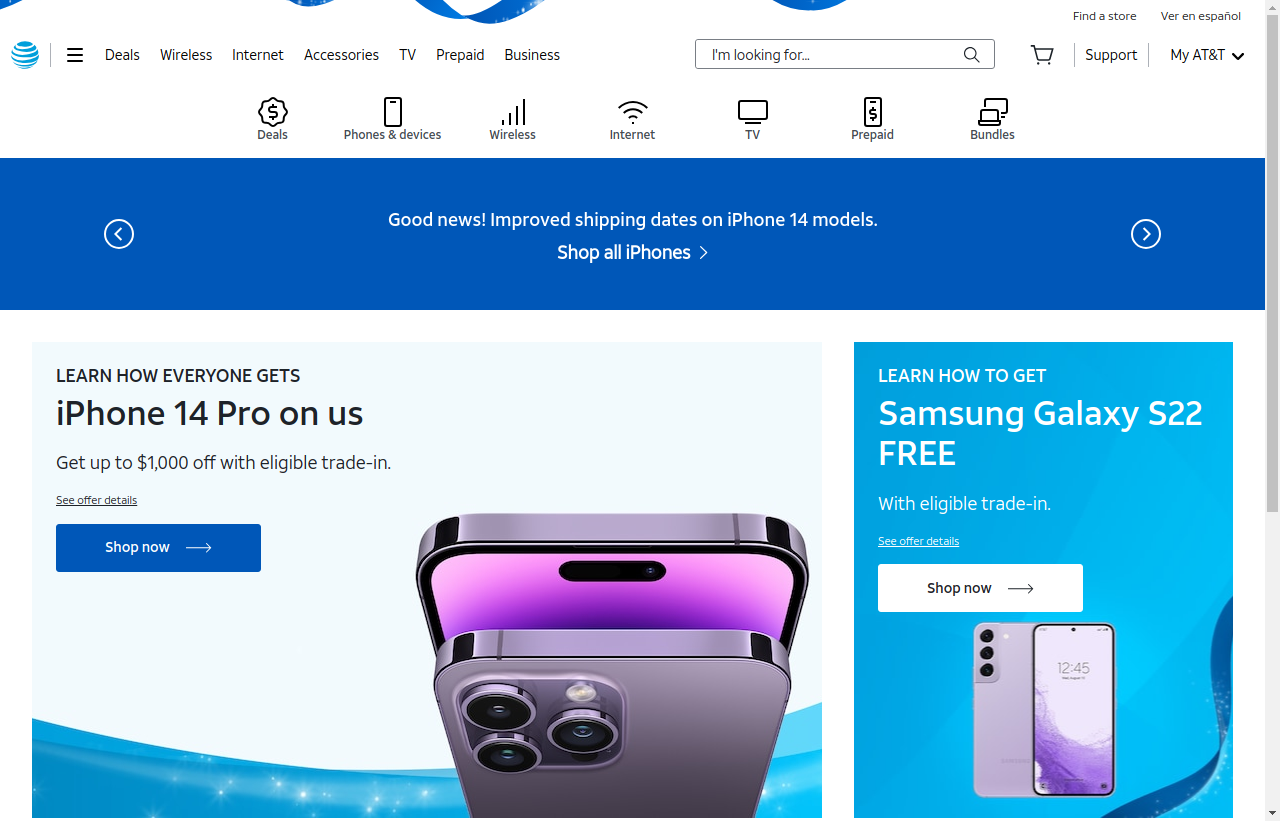 Find a store
Ver en español
Deals
Wireless
Internet
Accessories
TV
Prepaid
Business
I'm looking for...
Support
My AT&T
Deals
Phones & devices
Wireless
Internet
TV
Prepaid
Bundles
Good news! Improved shipping dates on iPhone 14 models.
Shop all iPhones
LEARN HOW EVERYONE GETS
iPhone 14 Pro on us
Get up to $1,000 off with eligible trade-in.
See offer details
Shop now
LEARN HOW TO GET
Samsung Galaxy S22
FREE
With eligible trade-in.
See offer details
Shop now
12:45
SAMSUNG